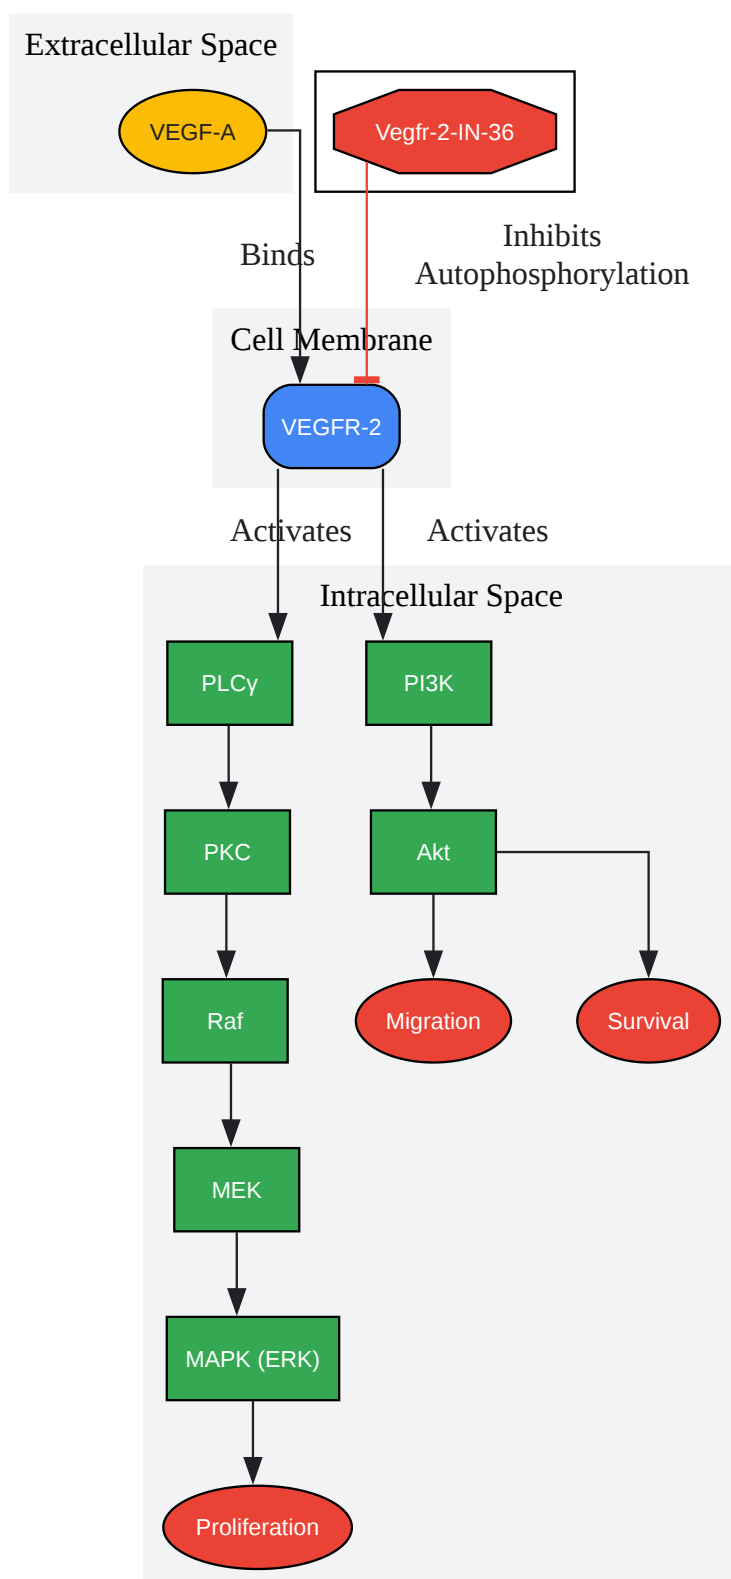 Extracellular Space
VEGF-A
Vegfr-2-IN-36
Binds
Inhibits
Autophosphorylation
Cell Membrane
VEGFR-2
Activates
Activates
Intracellular Space
PLCγ
PI3K
PKC
Akt
Raf
Migration
Survival
MEK
MAPK (ERK)
Proliferation